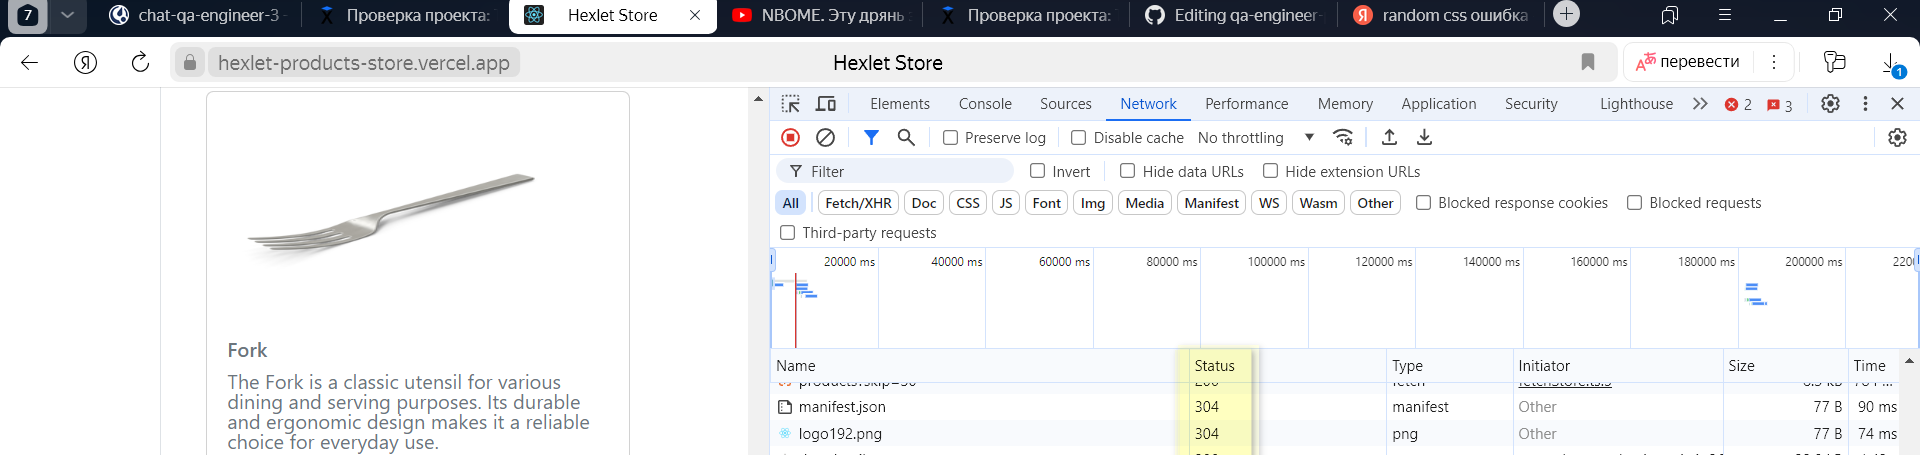 7
chat-qa-engineer-3 -
Проверка проекта:
Hexlet Store
NBOME. Эту дрянь
Проверка проекта:
Editing qa-engineer-
random css ошибка
hexlet-products-store.vercel.app
Hexlet Store
перевести
1
Elements Console Sources Network Performance Memory Application Security Lighthouse 2 3
Preserve log Disable cache No throttling
Filter Invert Hide data URLs Hide extension URLs
All Fetch/XHR Doc CSS JS Font Img Media Manifest WS Wasm Other Blocked response cookies Blocked requests
Third-party requests
20000 ms 40000 ms 60000 ms 80000 ms 100000 ms 120000 ms 140000 ms 160000 ms 180000 ms 200000 ms 220
Name Status Type Initiator Size Time
manifest.json 304 manifest Other 77 B 90 ms
logo192.png 304 png Other 77 B 74 ms
Fork
The Fork is a classic utensil for various
dining and serving purposes. Its durable
and ergonomic design makes it a reliable
choice for everyday use.